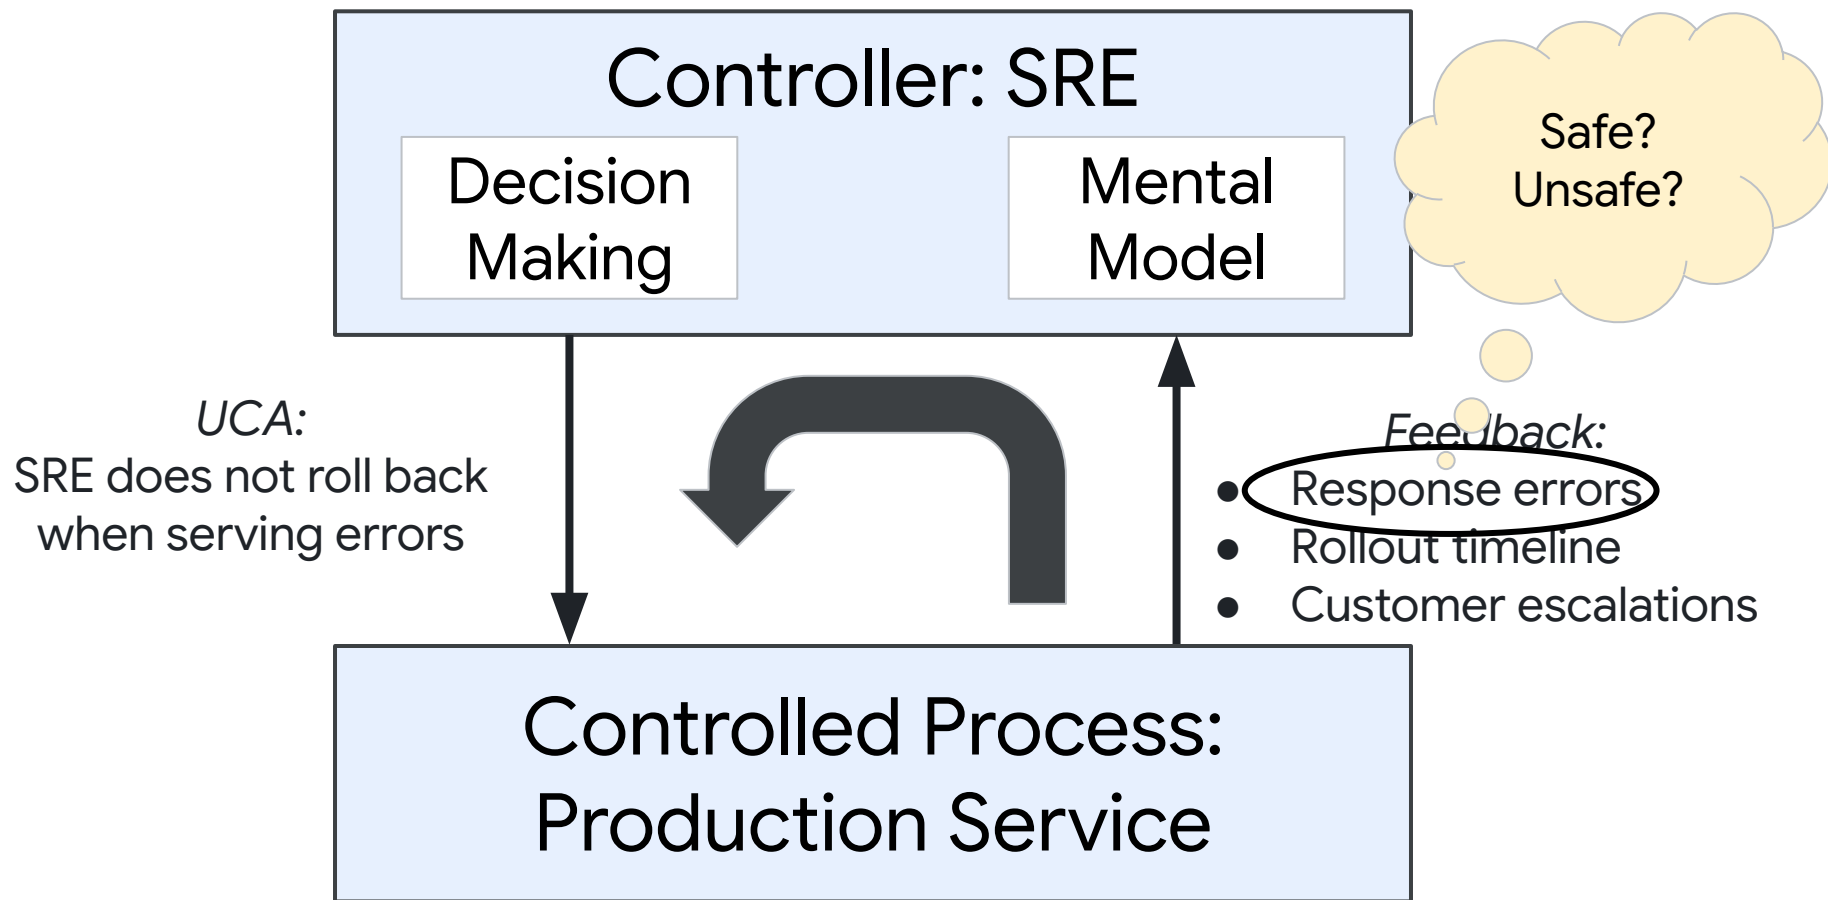 Controller: SRE
Decision
Making
Mental
Model
Safe?
Unsafe?
UCA:
SRE does not roll back
when serving errors
Feedback:
● Response errors
● Rollout timeline
● Customer escalations
Controlled Process:
Production Service